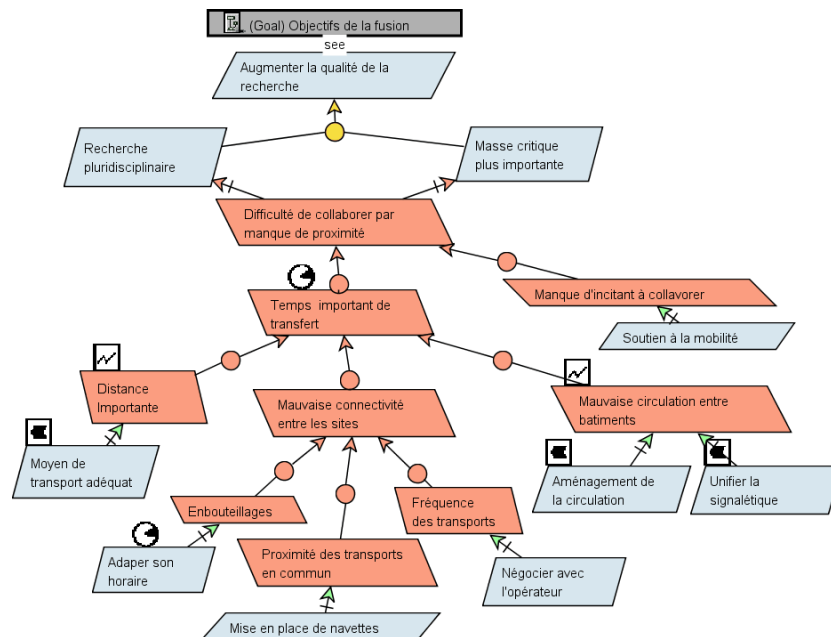 (Goal) Objectifs de la fusion
see
Augmenter la qualité de la
recherche
Recherche
pluridisciplinaire
Masse critique
plus importante
Difficulté de collaborer par
manque de proximité
Manque d'incitant à collavorer
Temps important de
transfert
Soutien à la mobilité
Distance
Importante
Mauvaise connectivité
entre les sites
Mauvaise circulation entre
batiments
Moyen de
transport adéquat
Aménagement de
la circulation
Unifier la
signalétique
Enbouteillages
Fréquence
des transports
Adaper son
horaire
Proximité des transports
en commun
Négocier avec
l'opérateur
Mise en place de navettes